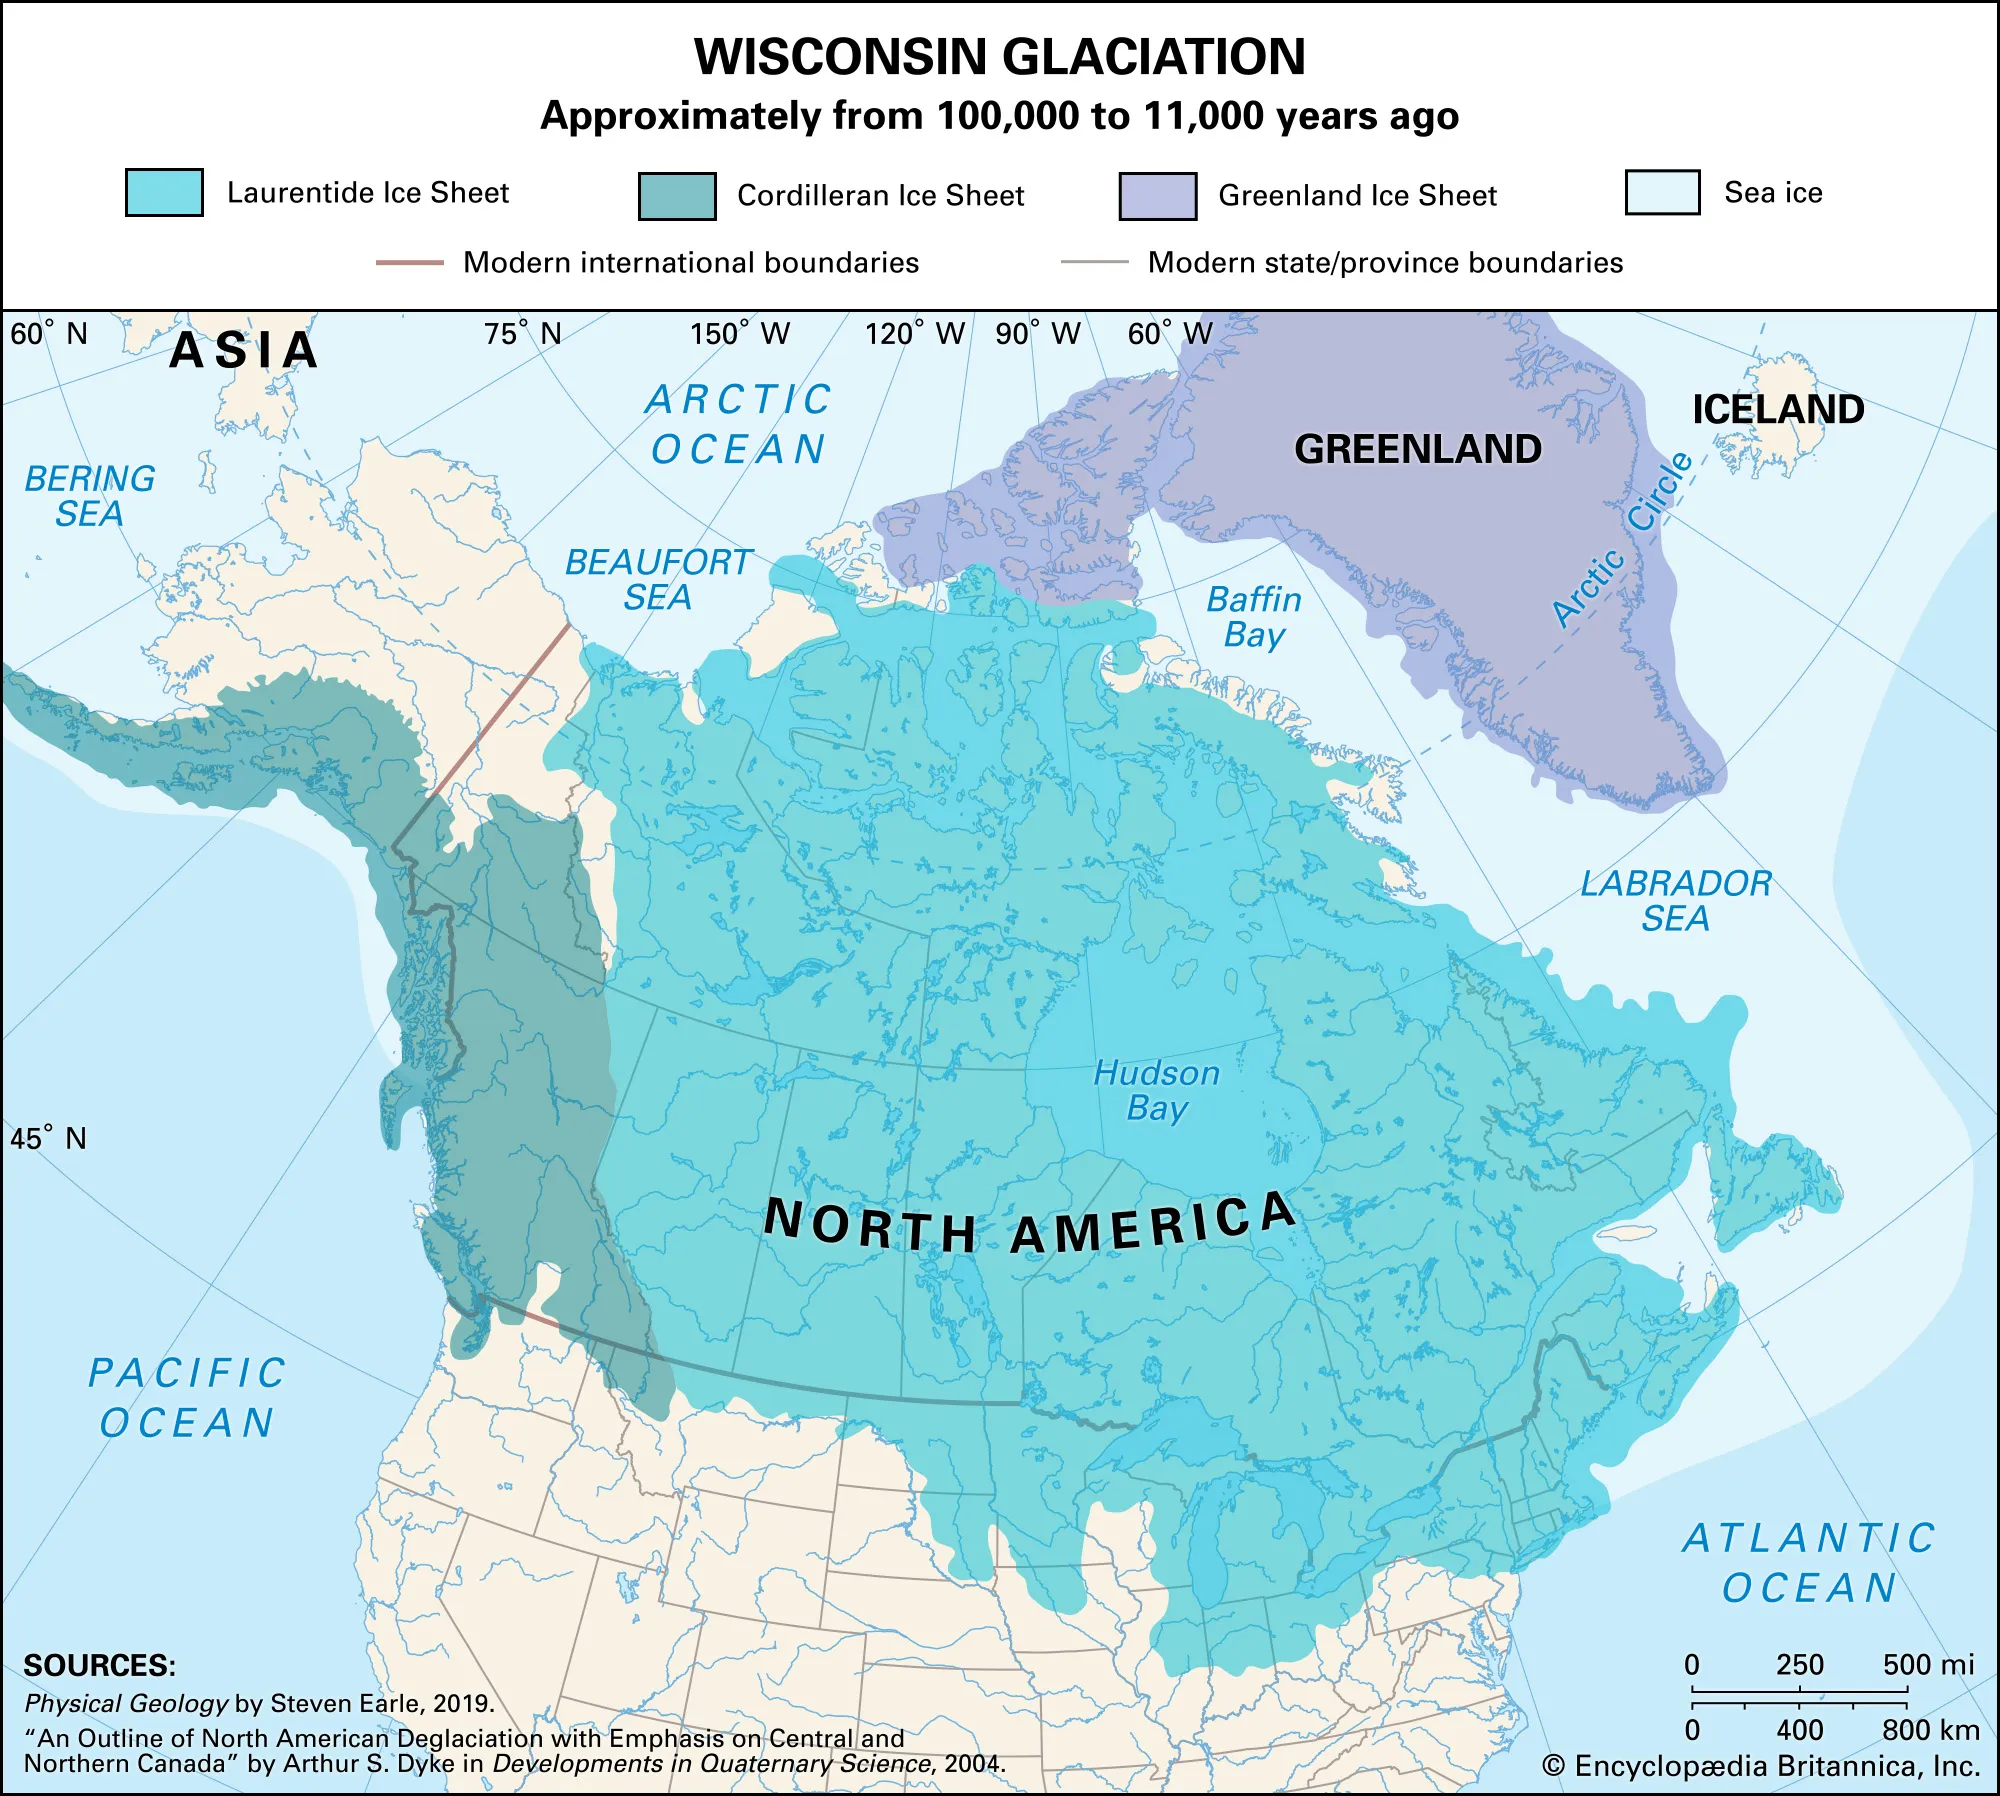 WISCONSIN GLACIATION
Approximately from 100,000 to 11,000 years ago
Laurentide Ice Sheet
Cordilleran Ice Sheet
Greenland Ice Sheet
Sea ice
Modern international boundaries
Modern state/province boundaries
60° N
75° N
150° W
120° W
90° W
60° W
ASIA
ARCTIC
OCEAN
ICELAND
GREENLAND
BERING
SEA
Arctic Circle
BEAUFORT
SEA
Baffin
Bay
LABRADOR
SEA
Hudson
Bay
45° N
NORTH AMERICA
PACIFIC
OCEAN
ATLANTIC
OCEAN
SOURCES:
Physical Geology by Steven Earle, 2019.
“An Outline of North American Deglaciation with Emphasis on Central and
Northern Canada” by Arthur S. Dyke in Developments in Quaternary Science, 2004.
0 250 500 mi
0 400 800 km
© Encyclopædia Britannica, Inc.